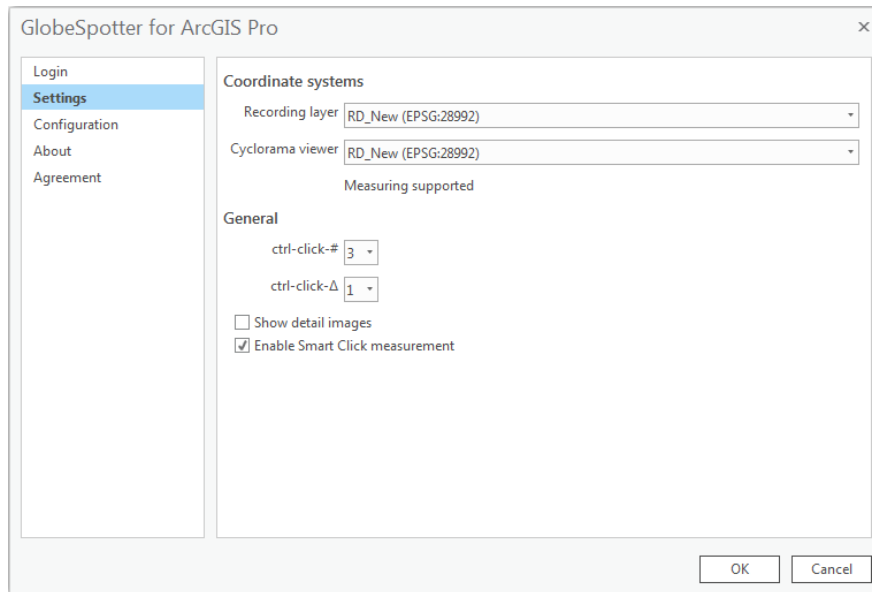 GlobeSpotter for ArcGIS Pro
Login
Settings
Configuration
About
Agreement
Coordinate systems
Recording layer RD_New (EPSG:28992)
Cyclorama viewer RD_New (EPSG:28992)
Measuring supported
General
ctrl-click-# 3
ctrl-click-Δ 1
Show detail images
Enable Smart Click measurement
OK Cancel